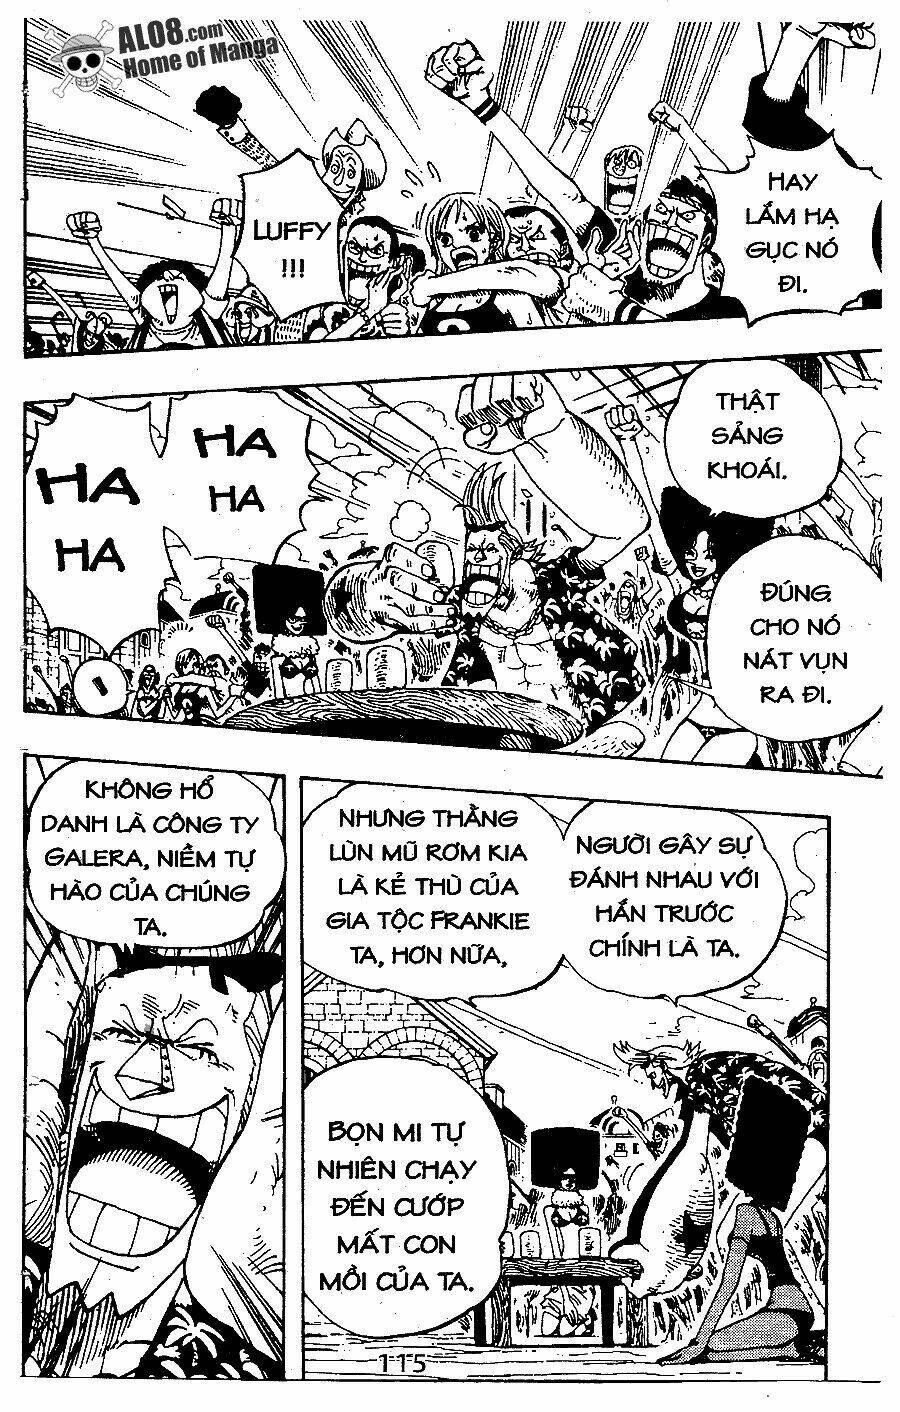 AL08.com
Home of Manga
LUFFY
!!!
HAY
LẮM HẠ
GỤC NÓ
ĐI.
HA
HA
HA
HA
THẬT
SẢNG
KHOÁI.
ĐÚNG
CHO NÓ
NÁT VỤN
RA ĐI.
KHÔNG HỔ
DANH LÀ CÔNG TY
GALERA, NIỀM TỰ
HÀO CỦA CHÚNG
TA.
NHƯNG THẰNG
LÙN MŨ RƠM KIA
LÀ KẺ THÙ CỦA
GIA TỘC FRANKIE
TA, HƠN NỮA,
NGƯỜI GÂY SỰ
ĐÁNH NHAU VỚI
HẮN TRƯỚC
CHÍNH LÀ TA.
BỌN MI TỰ
NHIÊN CHẠY
ĐẾN CƯỚP
MẤT CON
MỒI CỦA TA.
115